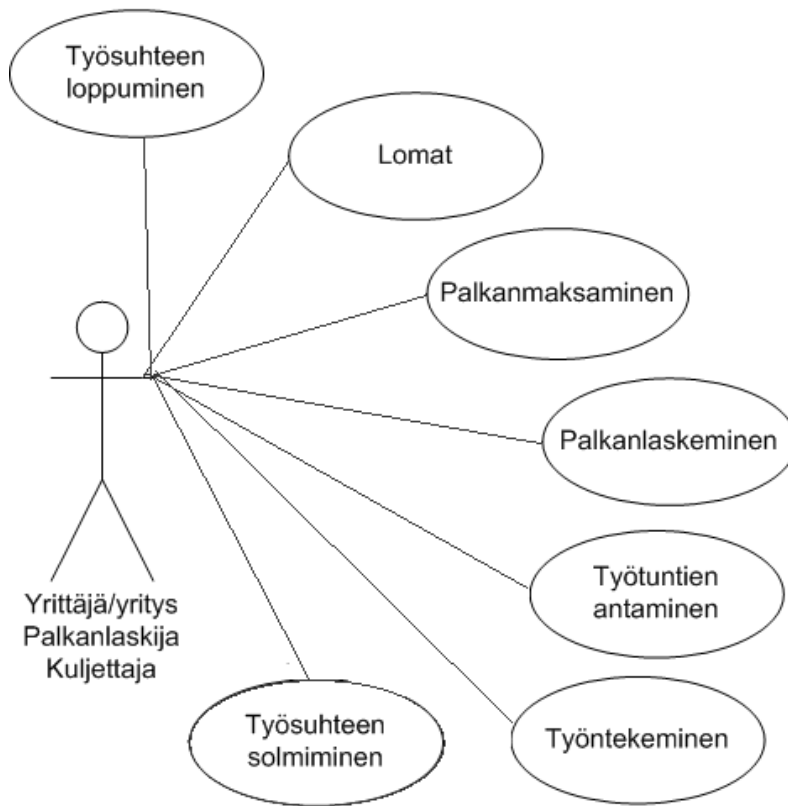 Työsuhteen
loppuminen
Lomat
Palkanmaksaminen
Palkanlaskeminen
Työtuntien
antaminen
Yrittäjä/yritys
Palkanlaskija
Kuljettaja
Työsuhteen
solmiminen
Työntekeminen